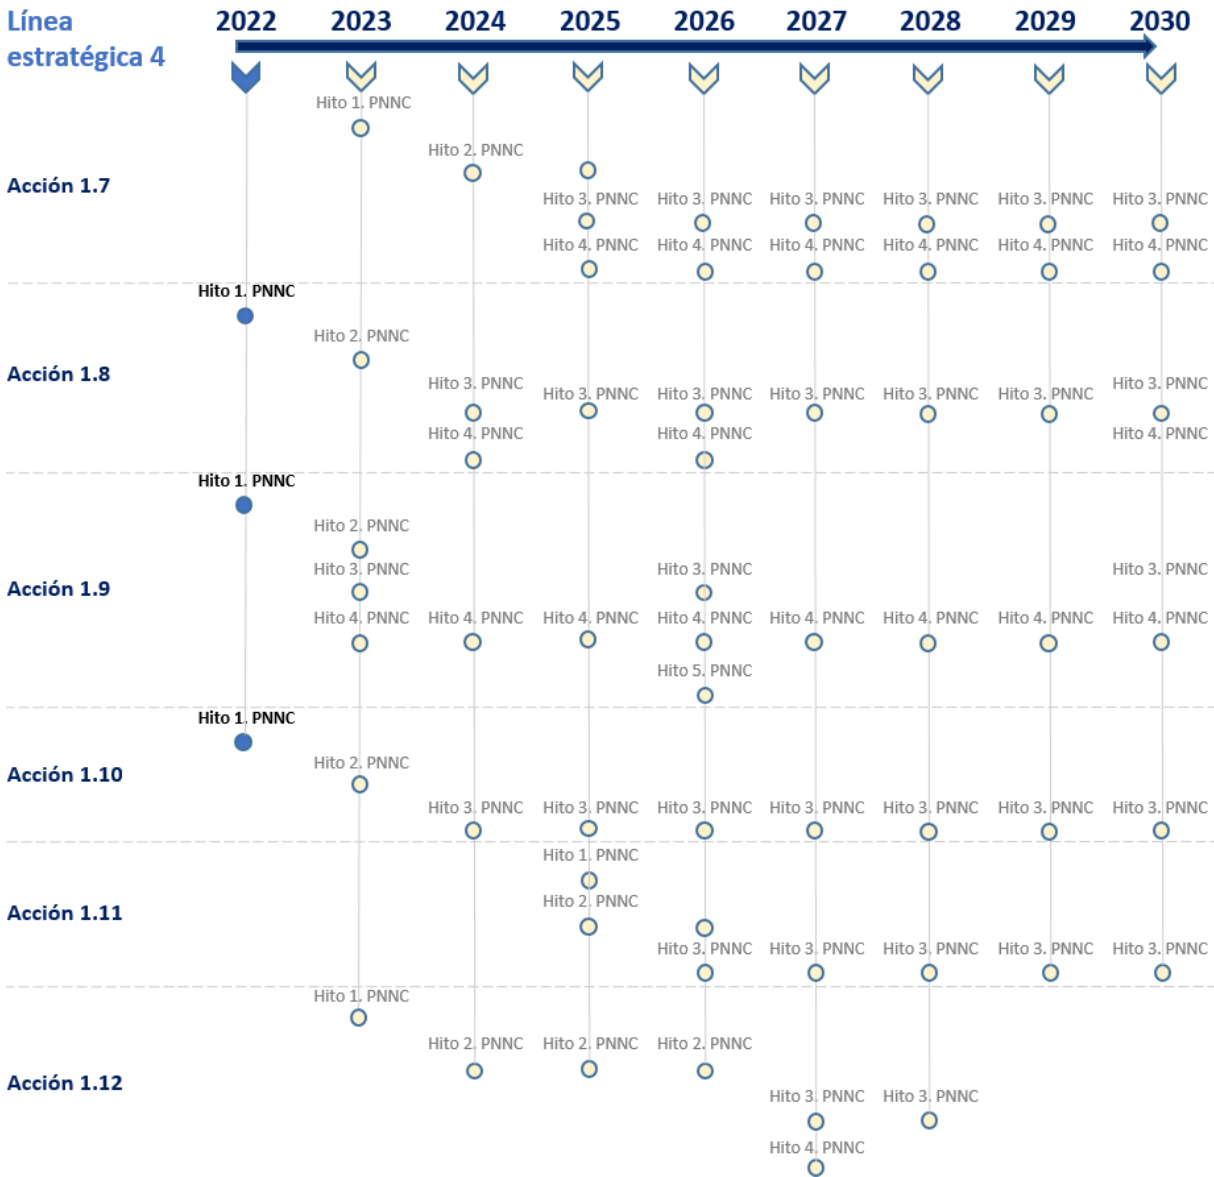 Línea 2022 2023 2024 2025 2026 2027 2028 2029 2030
estratégica 4
Hito 1. PNNC
Hito 2. PNNC
Acción 1.7
Hito 3. PNNC Hito 3. PNNC Hito 3. PNNC Hito 3. PNNC Hito 3. PNNC Hito 3. PNNC
Hito 4. PNNC Hito 4. PNNC Hito 4. PNNC Hito 4. PNNC Hito 4. PNNC Hito 4. PNNC
Hito 1. PNNC
Hito 2. PNNC
Acción 1.8
Hito 3. PNNC Hito 3. PNNC Hito 3. PNNC Hito 3. PNNC Hito 3. PNNC Hito 3. PNNC Hito 3. PNNC
Hito 4. PNNC Hito 4. PNNC Hito 4. PNNC
Hito 1. PNNC
Hito 2. PNNC
Hito 3. PNNC Hito 3. PNNC Hito 3. PNNC
Acción 1.9
Hito 4. PNNC Hito 4. PNNC Hito 4. PNNC Hito 4. PNNC Hito 4. PNNC Hito 4. PNNC Hito 4. PNNC Hito 4. PNNC
Hito 5. PNNC
Hito 1. PNNC
Hito 2. PNNC
Acción 1.10
Hito 3. PNNC Hito 3. PNNC Hito 3. PNNC Hito 3. PNNC Hito 3. PNNC Hito 3. PNNC Hito 3. PNNC
Hito 1. PNNC
Hito 2. PNNC
Acción 1.11
Hito 3. PNNC Hito 3. PNNC Hito 3. PNNC Hito 3. PNNC Hito 3. PNNC
Hito 1. PNNC
Hito 2. PNNC Hito 2. PNNC Hito 2. PNNC
Acción 1.12
Hito 3. PNNC Hito 3. PNNC
Hito 4. PNNC